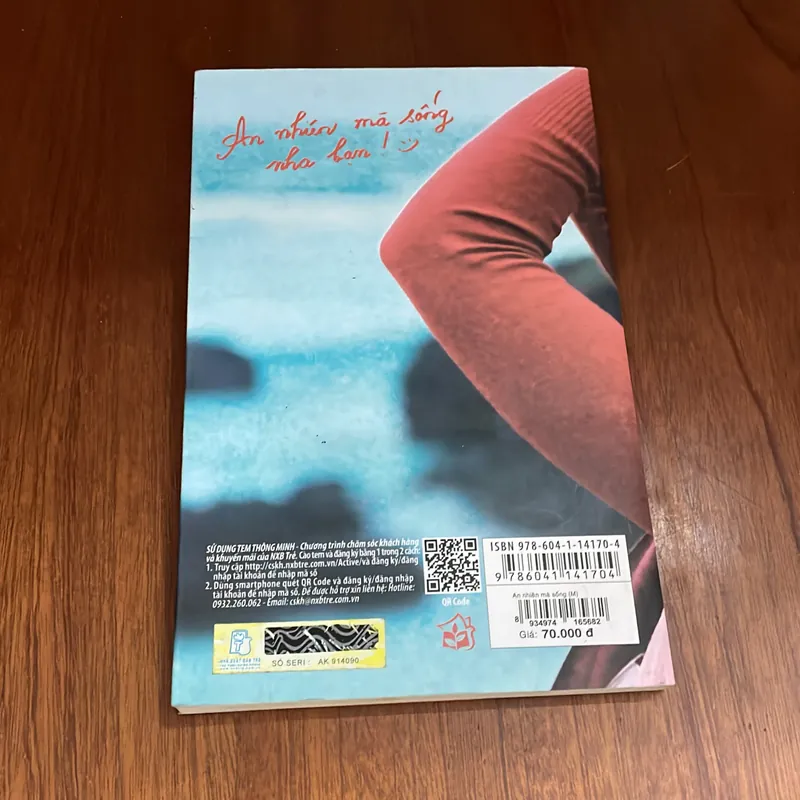 An nhiên mà sống
nha bạn!
SỬ DỤNG TEM THÔNG MINH - Chương trình chăm sóc khách hàng
và khuyến mãi của NXB Trẻ. Cào tem và đăng ký bằng 1 trong 2 cách:
1. Truy cập http://cskh.nxbtre.com.vn/Active/và đăng ký/đăng
nhập tài khoản để nhập mã số
2. Dùng smartphone quét QR Code và đăng ký/đăng nhập
tài khoản để nhập mã số. Để được hỗ trợ xin liên hệ: Hotline:
0932.260.062 - Email: cskh@nxbtre.com.vn
QR Code
ISBN 978-604-1-14170-4
9 786041 141704
An nhiên mà sống (M)
8 934974 165682
Giá: 70.000 đ
NHÀ XUẤT BẢN TRẺ
SỐ SERI : AK 914090